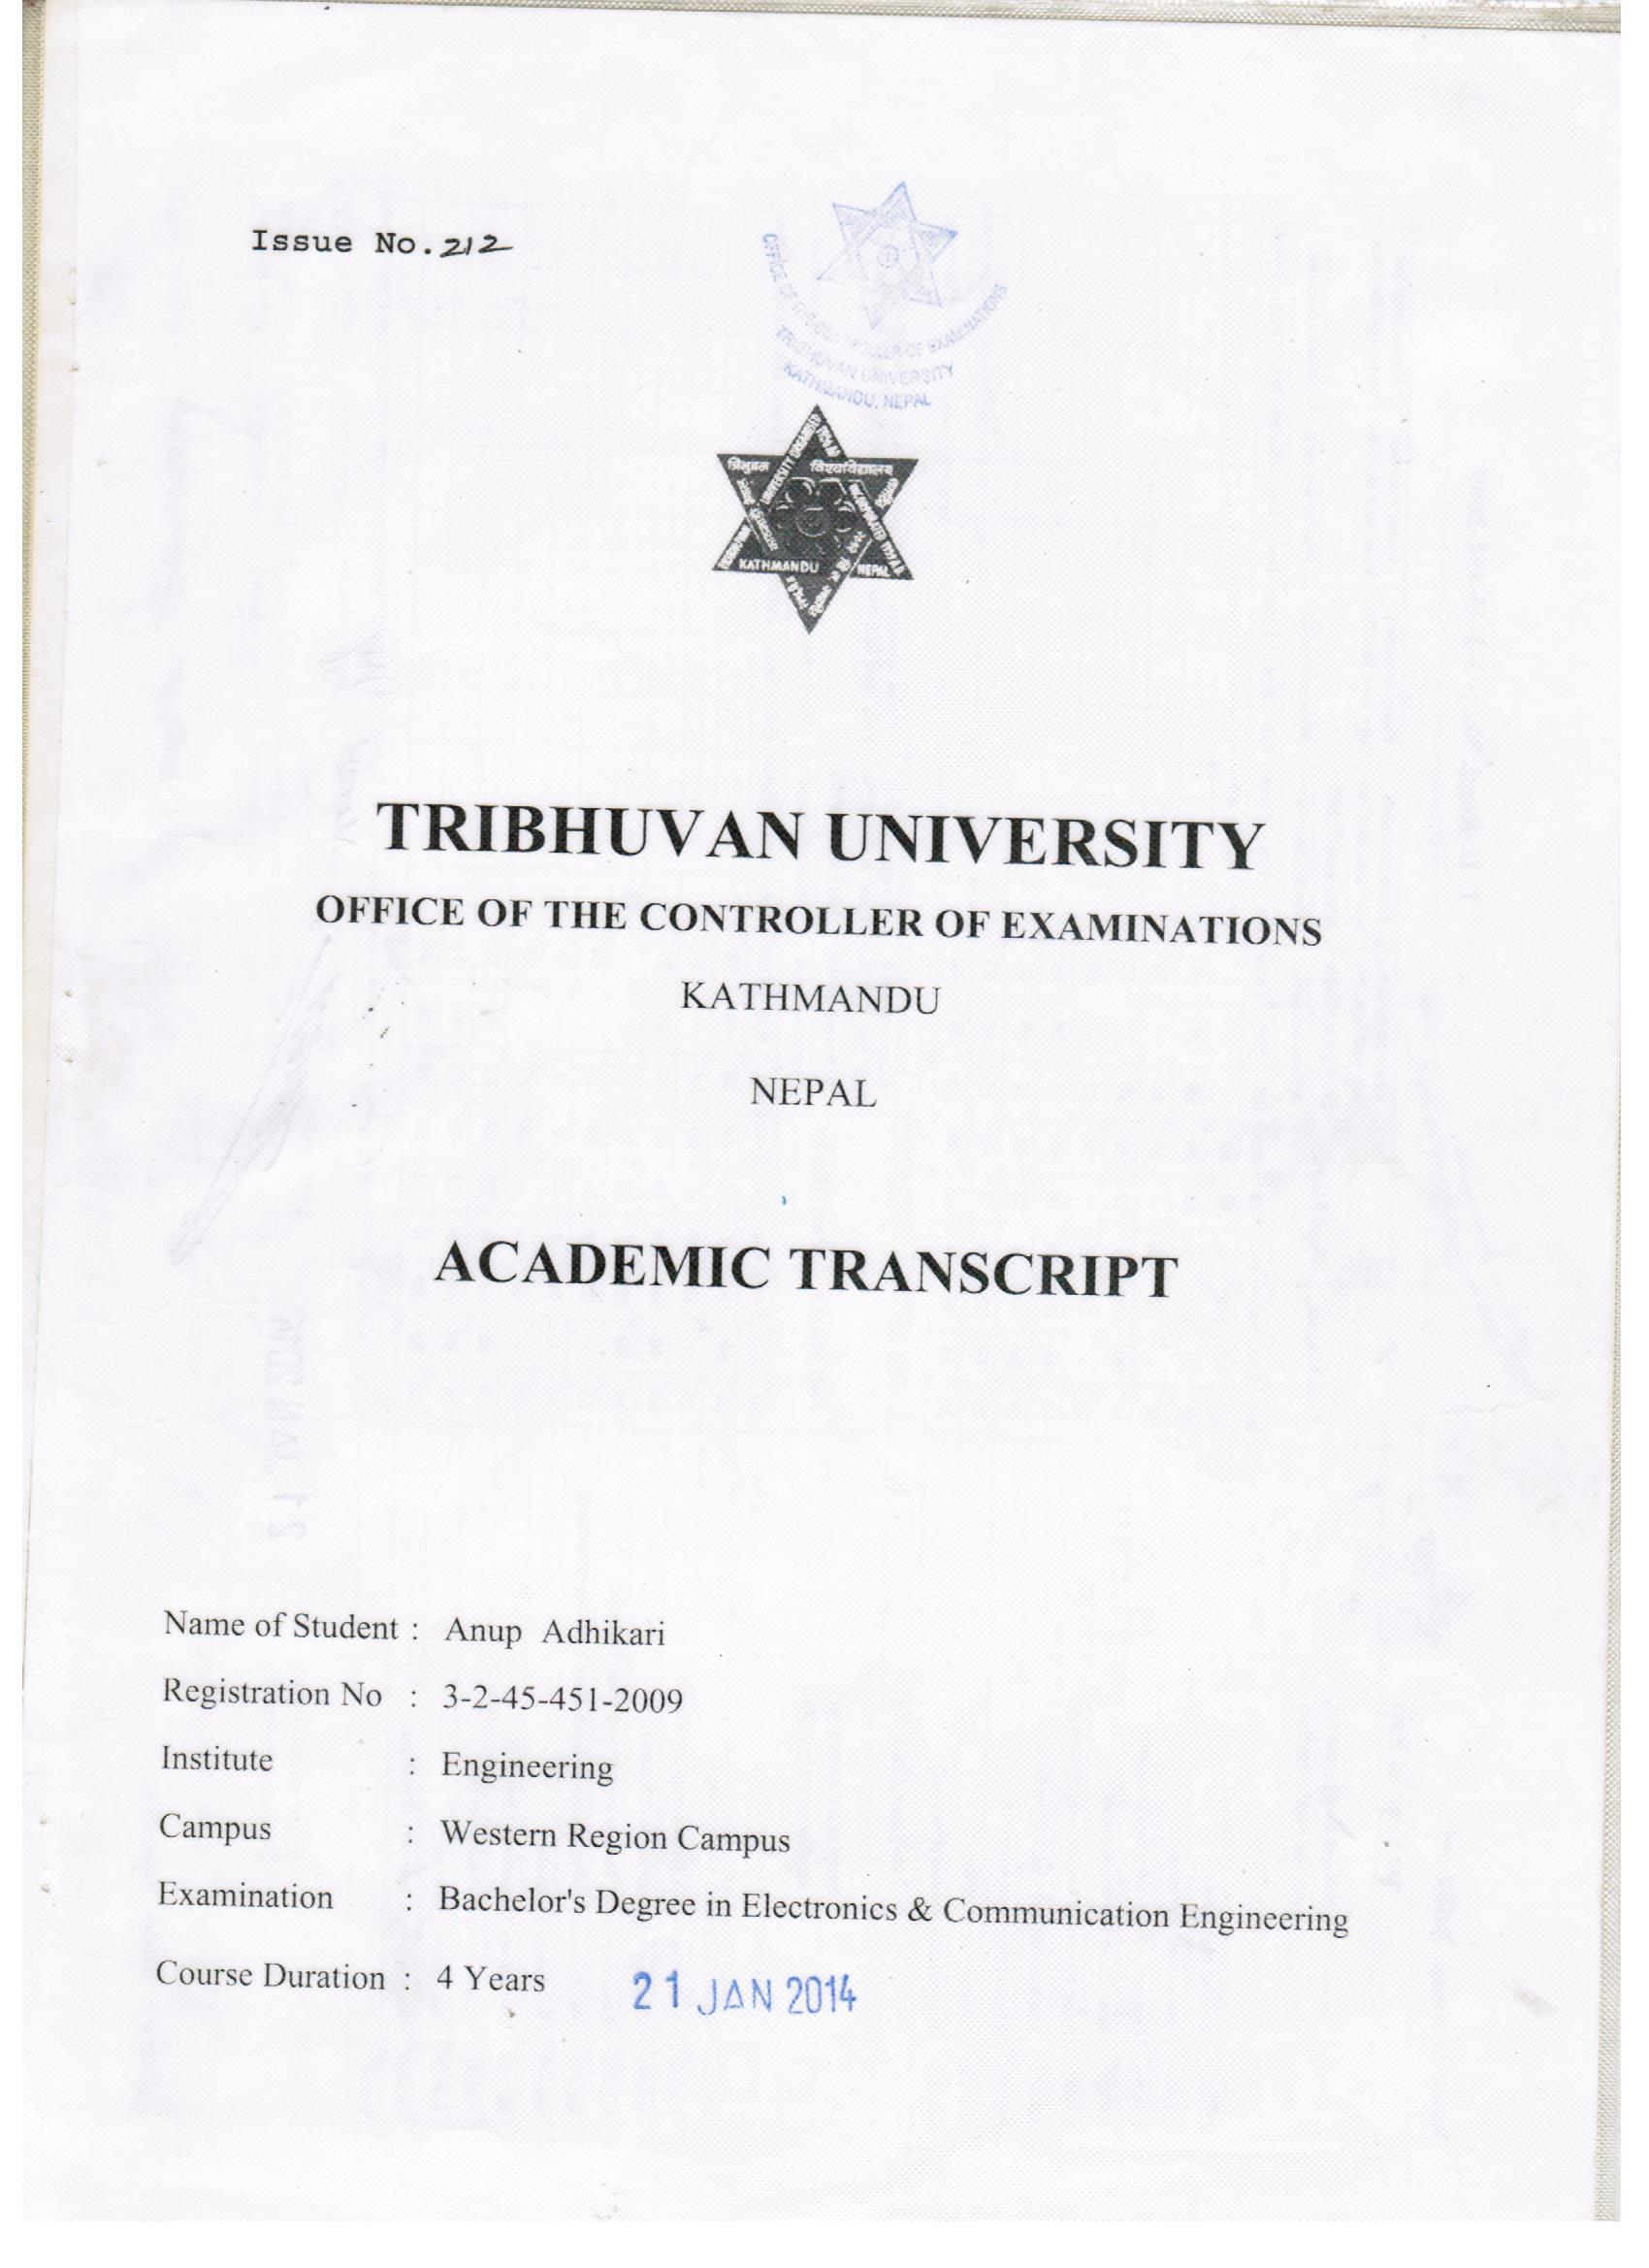 Issue No. 212
OFFICE OF THE CONTROLLER OF EXAMINATIONS
TRIBHUVAN UNIVERSITY
KATHMANDU, NEPAL
त्रिभुवन विश्वविद्यालय
KATHMANDU NEPAL
TRIBHUVAN UNIVERSITY
OFFICE OF THE CONTROLLER OF EXAMINATIONS
KATHMANDU
NEPAL
ACADEMIC TRANSCRIPT
Name of Student : Anup Adhikari
Registration No : 3-2-45-451-2009
Institute : Engineering
Campus : Western Region Campus
Examination : Bachelor's Degree in Electronics & Communication Engineering
Course Duration : 4 Years 21 JAN 2014